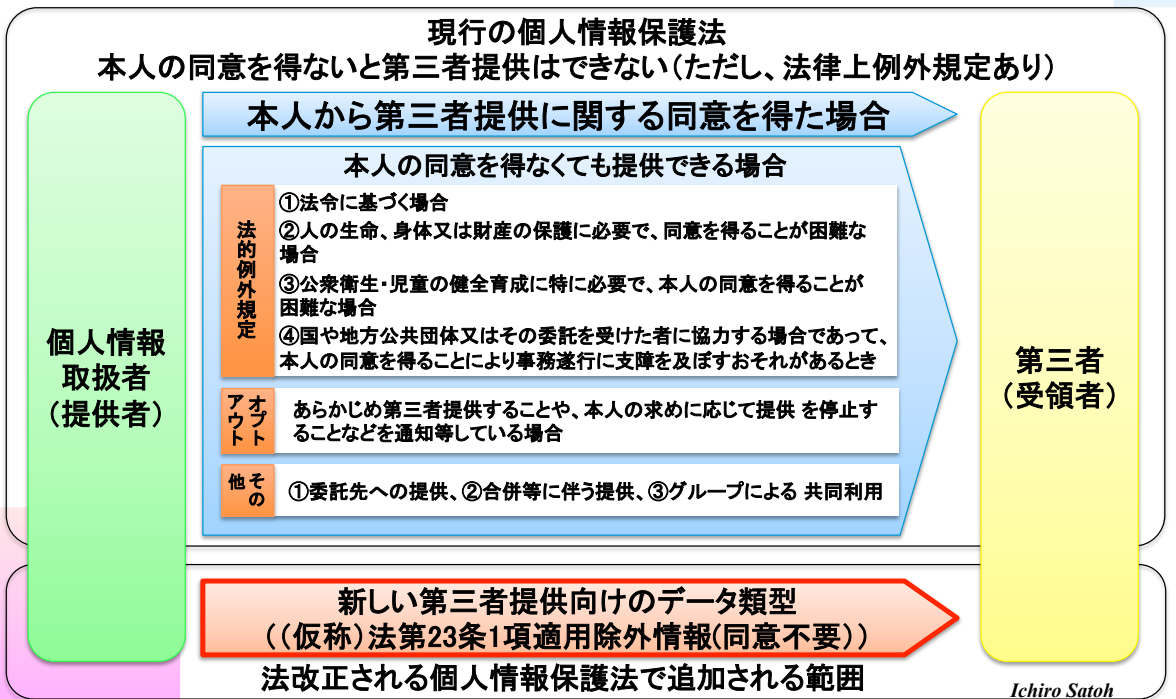 現行の個人情報保護法
本人の同意を得ないと第三者提供はできない(ただし、法律上例外規定あり)
個人情報
取扱者
(提供者)
本人から第三者提供に関する同意を得た場合
本人の同意を得なくても提供できる場合
法的例外規定
①法令に基づく場合
②人の生命、身体又は財産の保護に必要で、同意を得ることが困難な
場合
③公衆衛生・児童の健全育成に特に必要で、本人の同意を得ることが
困難な場合
④国や地方公共団体又はその委託を受けた者に協力する場合であって、
本人の同意を得ることにより事務遂行に支障を及ぼすおそれがあるとき
オプト
アウト
あらかじめ第三者提供することや、本人の求めに応じて提供 を停止す
ることなどを通知等している場合
その
他
①委託先への提供、②合併等に伴う提供、③グループによる 共同利用
第三者
(受領者)
新しい第三者提供向けのデータ類型
((仮称)法第23条1項適用除外情報(同意不要))
法改正される個人情報保護法で追加される範囲
Ichiro Satoh